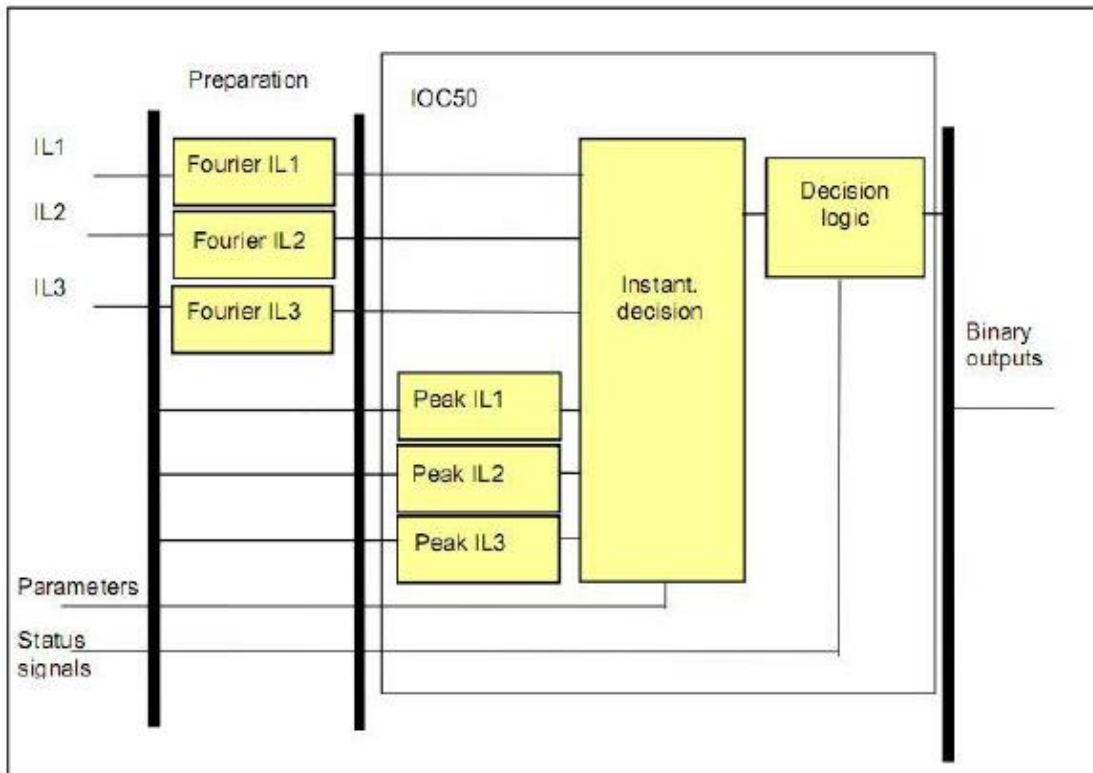 Preparation
IOC50
IL1
Fourier IL1
IL2
Fourier IL2
IL3
Fourier IL3
Instant.
decision
Decision
logic
Binary
outputs
Peak IL1
Peak IL2
Peak IL3
Parameters
Status
signals